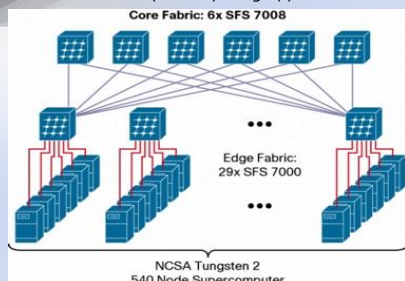 Core Fabric: 6x SFS 7008
•••
Edge Fabric:
29x SFS 7000
•••
NCSA Tungsten 2
540 Node Supercomputer